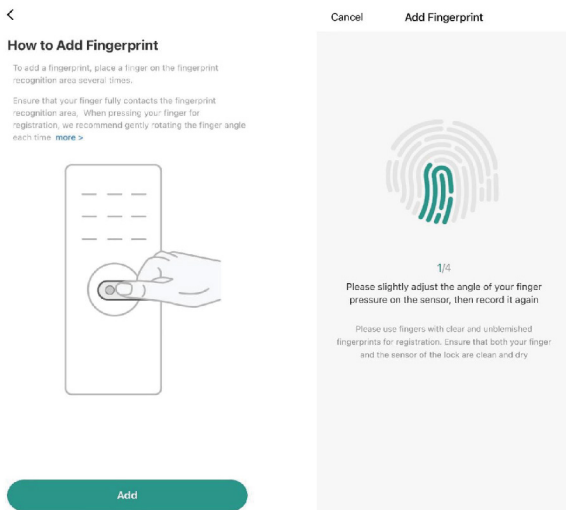 How to Add Fingerprint
To add a fingerprint, place a finger on the fingerprint
recognition area several times.
Ensure that your finger fully contacts the fingerprint
recognition area, When pressing your finger for
registration, we recommend gently rotating the finger angle
each time more >
Add
Cancel Add Fingerprint
1/4
Please slightly adjust the angle of your finger
pressure on the sensor, then record it again
Please use fingers with clear and unblemished
fingerprints for registration. Ensure that both your finger
and the sensor of the lock are clean and dry